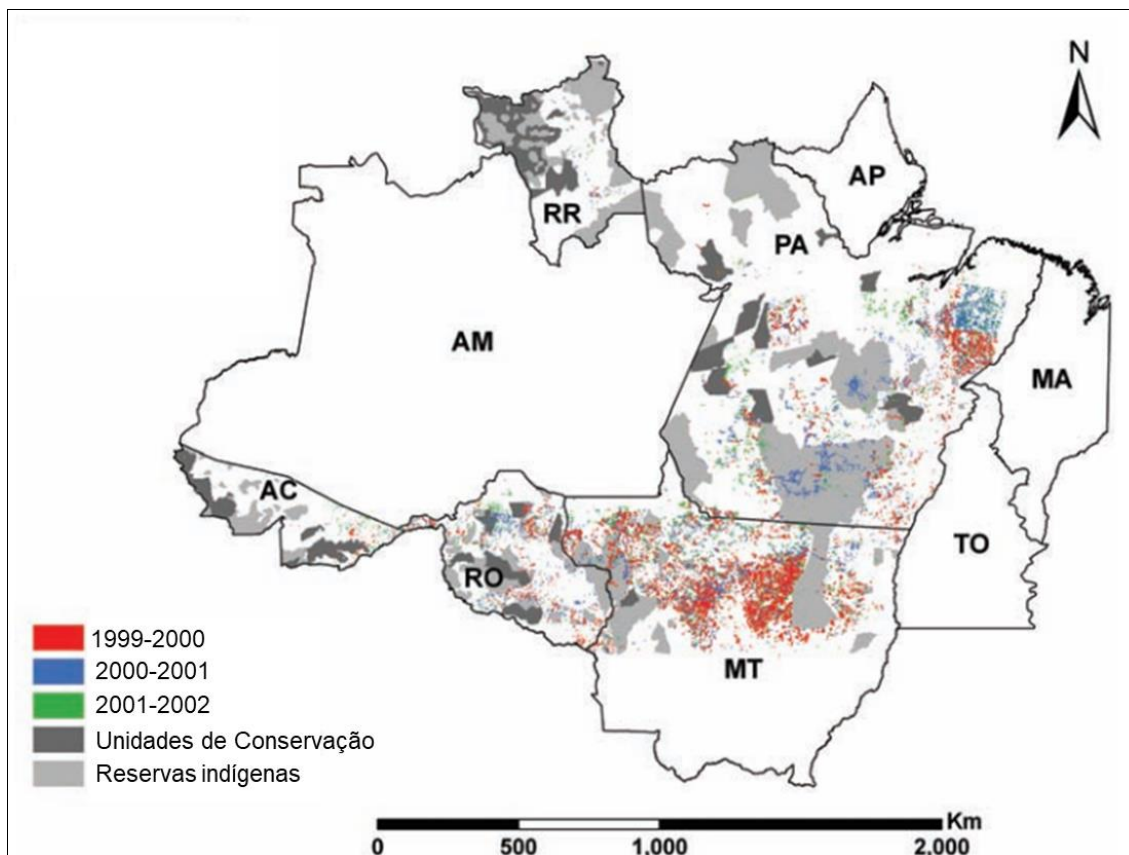 N
AP
RR
PA
AM
MA
AC
TO
RO
MT
1999-2000
2000-2001
2001-2002
Unidades de Conservação
Reservas indígenas
Km
0 500 1,000 2,000